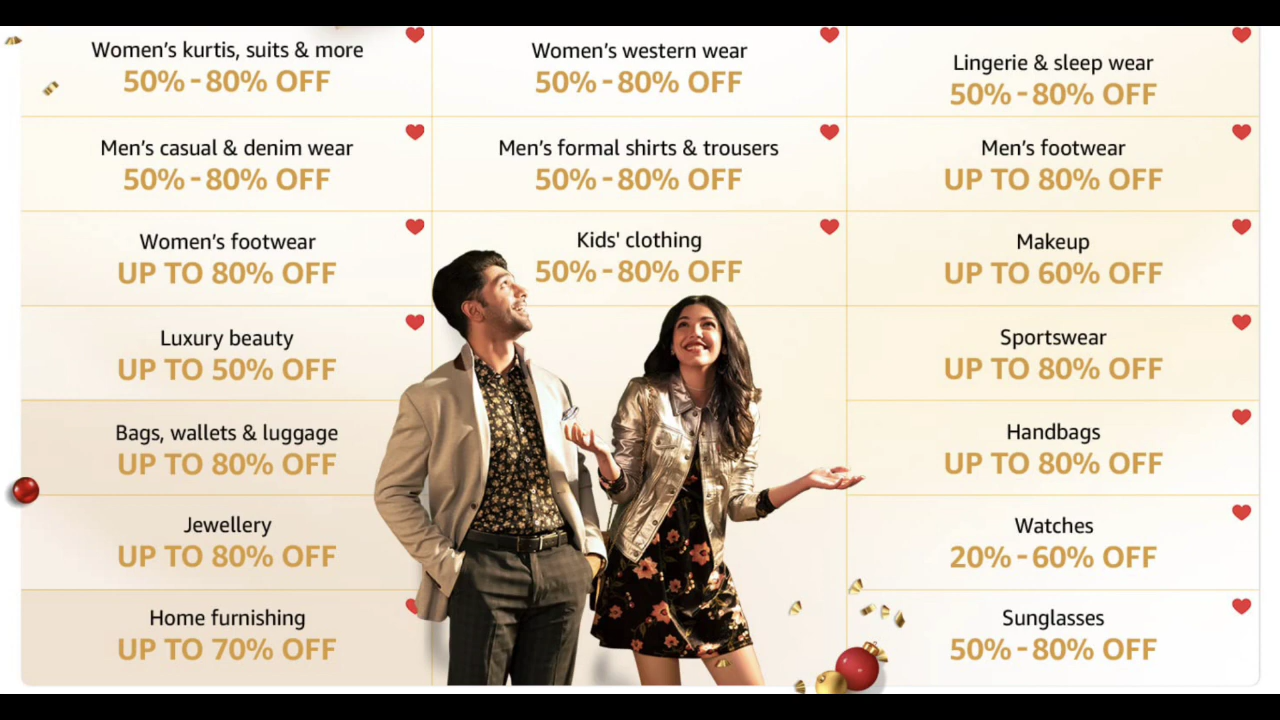 Women’s kurtis, suits & more
50%-80% OFF
Women’s western wear
50%-80% OFF
Lingerie & sleep wear
50%-80% OFF
Men’s casual & denim wear
50%-80% OFF
Men’s formal shirts & trousers
50%-80% OFF
Men’s footwear
UP TO 80% OFF
Women’s footwear
UP TO 80% OFF
Kids' clothing
50%-80% OFF
Makeup
UP TO 60% OFF
Luxury beauty
UP TO 50% OFF
Sportswear
UP TO 80% OFF
Bags, wallets & luggage
UP TO 80% OFF
Handbags
UP TO 80% OFF
Jewellery
UP TO 80% OFF
Watches
20%-60% OFF
Home furnishing
UP TO 70% OFF
Sunglasses
50%-80% OFF